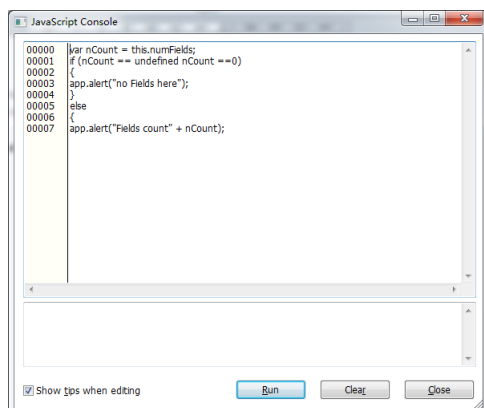 JavaScript Console
00000 var nCount = this.numFields;
00001 if (nCount == undefined nCount ==0)
00002 {
00003 app.alert("no Fields here");
00004 }
00005 else
00006 {
00007 app.alert("Fields count" + nCount);
Show tips when editing
Run
Clear
Close